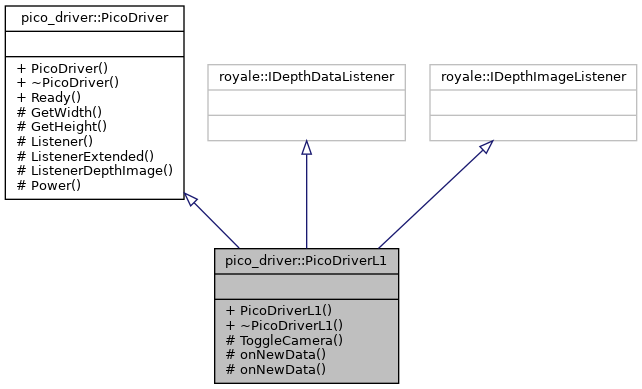 pico_driver::PicoDriver
+ PicoDriver()
+ ~PicoDriver()
+ Ready()
# GetWidth()
# GetHeight()
# Listener()
# ListenerExtended()
# ListenerDepthImage()
# Power()
royale::IDepthDataListener
royale::IDepthImageListener
pico_driver::PicoDriverL1
+ PicoDriverL1()
+ ~PicoDriverL1()
# ToggleCamera()
# onNewData()
# onNewData()